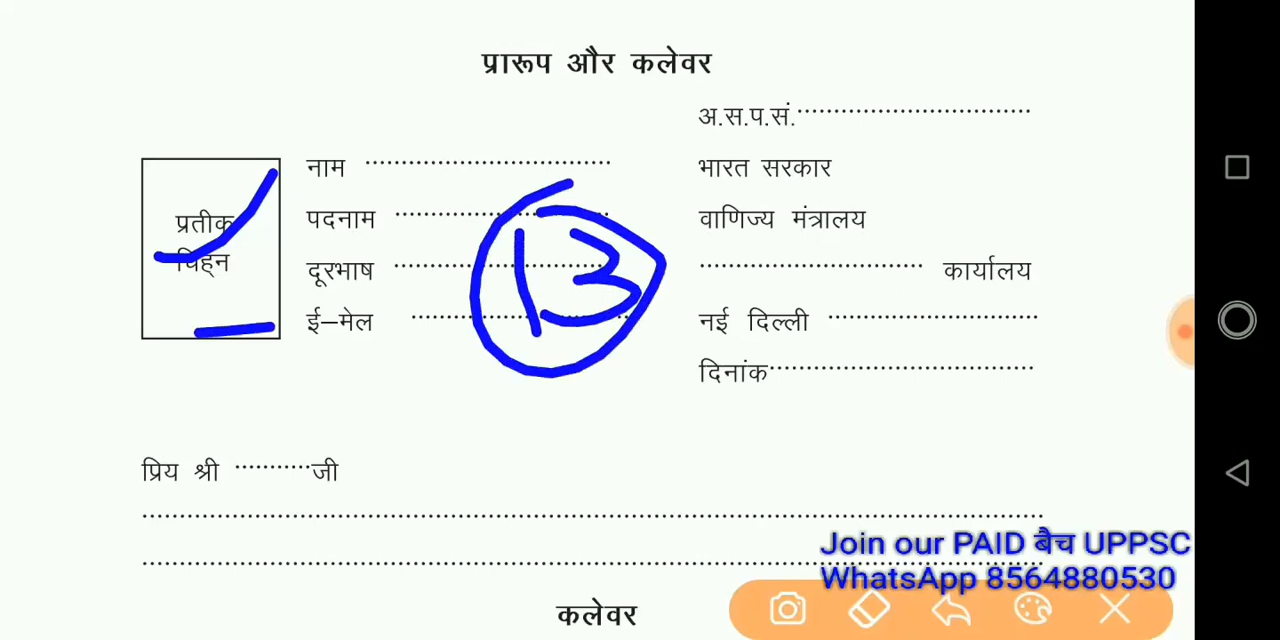 प्रारूप और कलेवर
अ.स.प.सं...................................
नाम ................................... भारत सरकार
प्रतीक पदनाम ............................... वाणिज्य मंत्रालय
चिह्न दूरभाष ............................... ................................ कार्यालय
13
ई–मेल ............................... नई दिल्ली ..............................
दिनांक......................................
प्रिय श्री ...........जी
Join our PAID बैच UPPSC
WhatsApp 8564880530
कलेवर